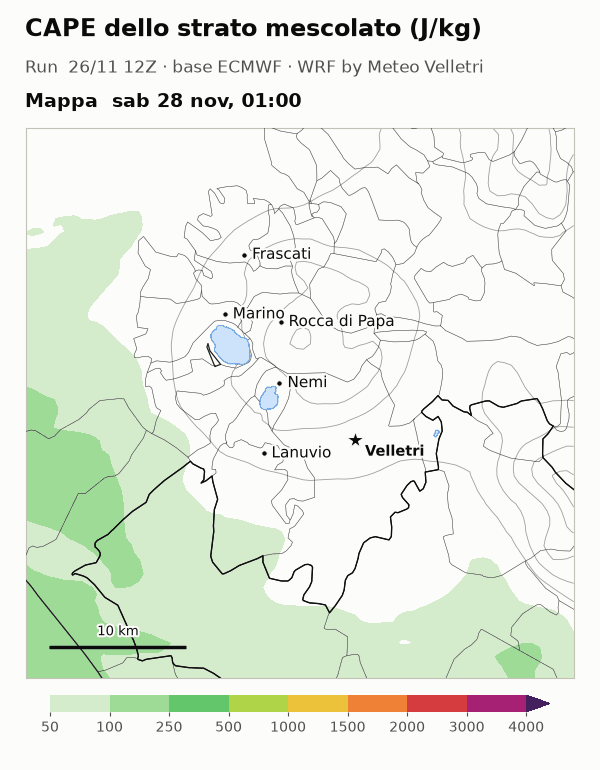 CAPE dello strato mescolato (J/kg)
Run  26/11 12Z · base ECMWF · WRF by Meteo Velletri
Mappa  sab 28 nov, 01:00
Frascati
Marino
Rocca di Papa
Nemi
Velletri
Lanuvio
10 km
50 100 250 500 1000 1500 2000 3000 4000